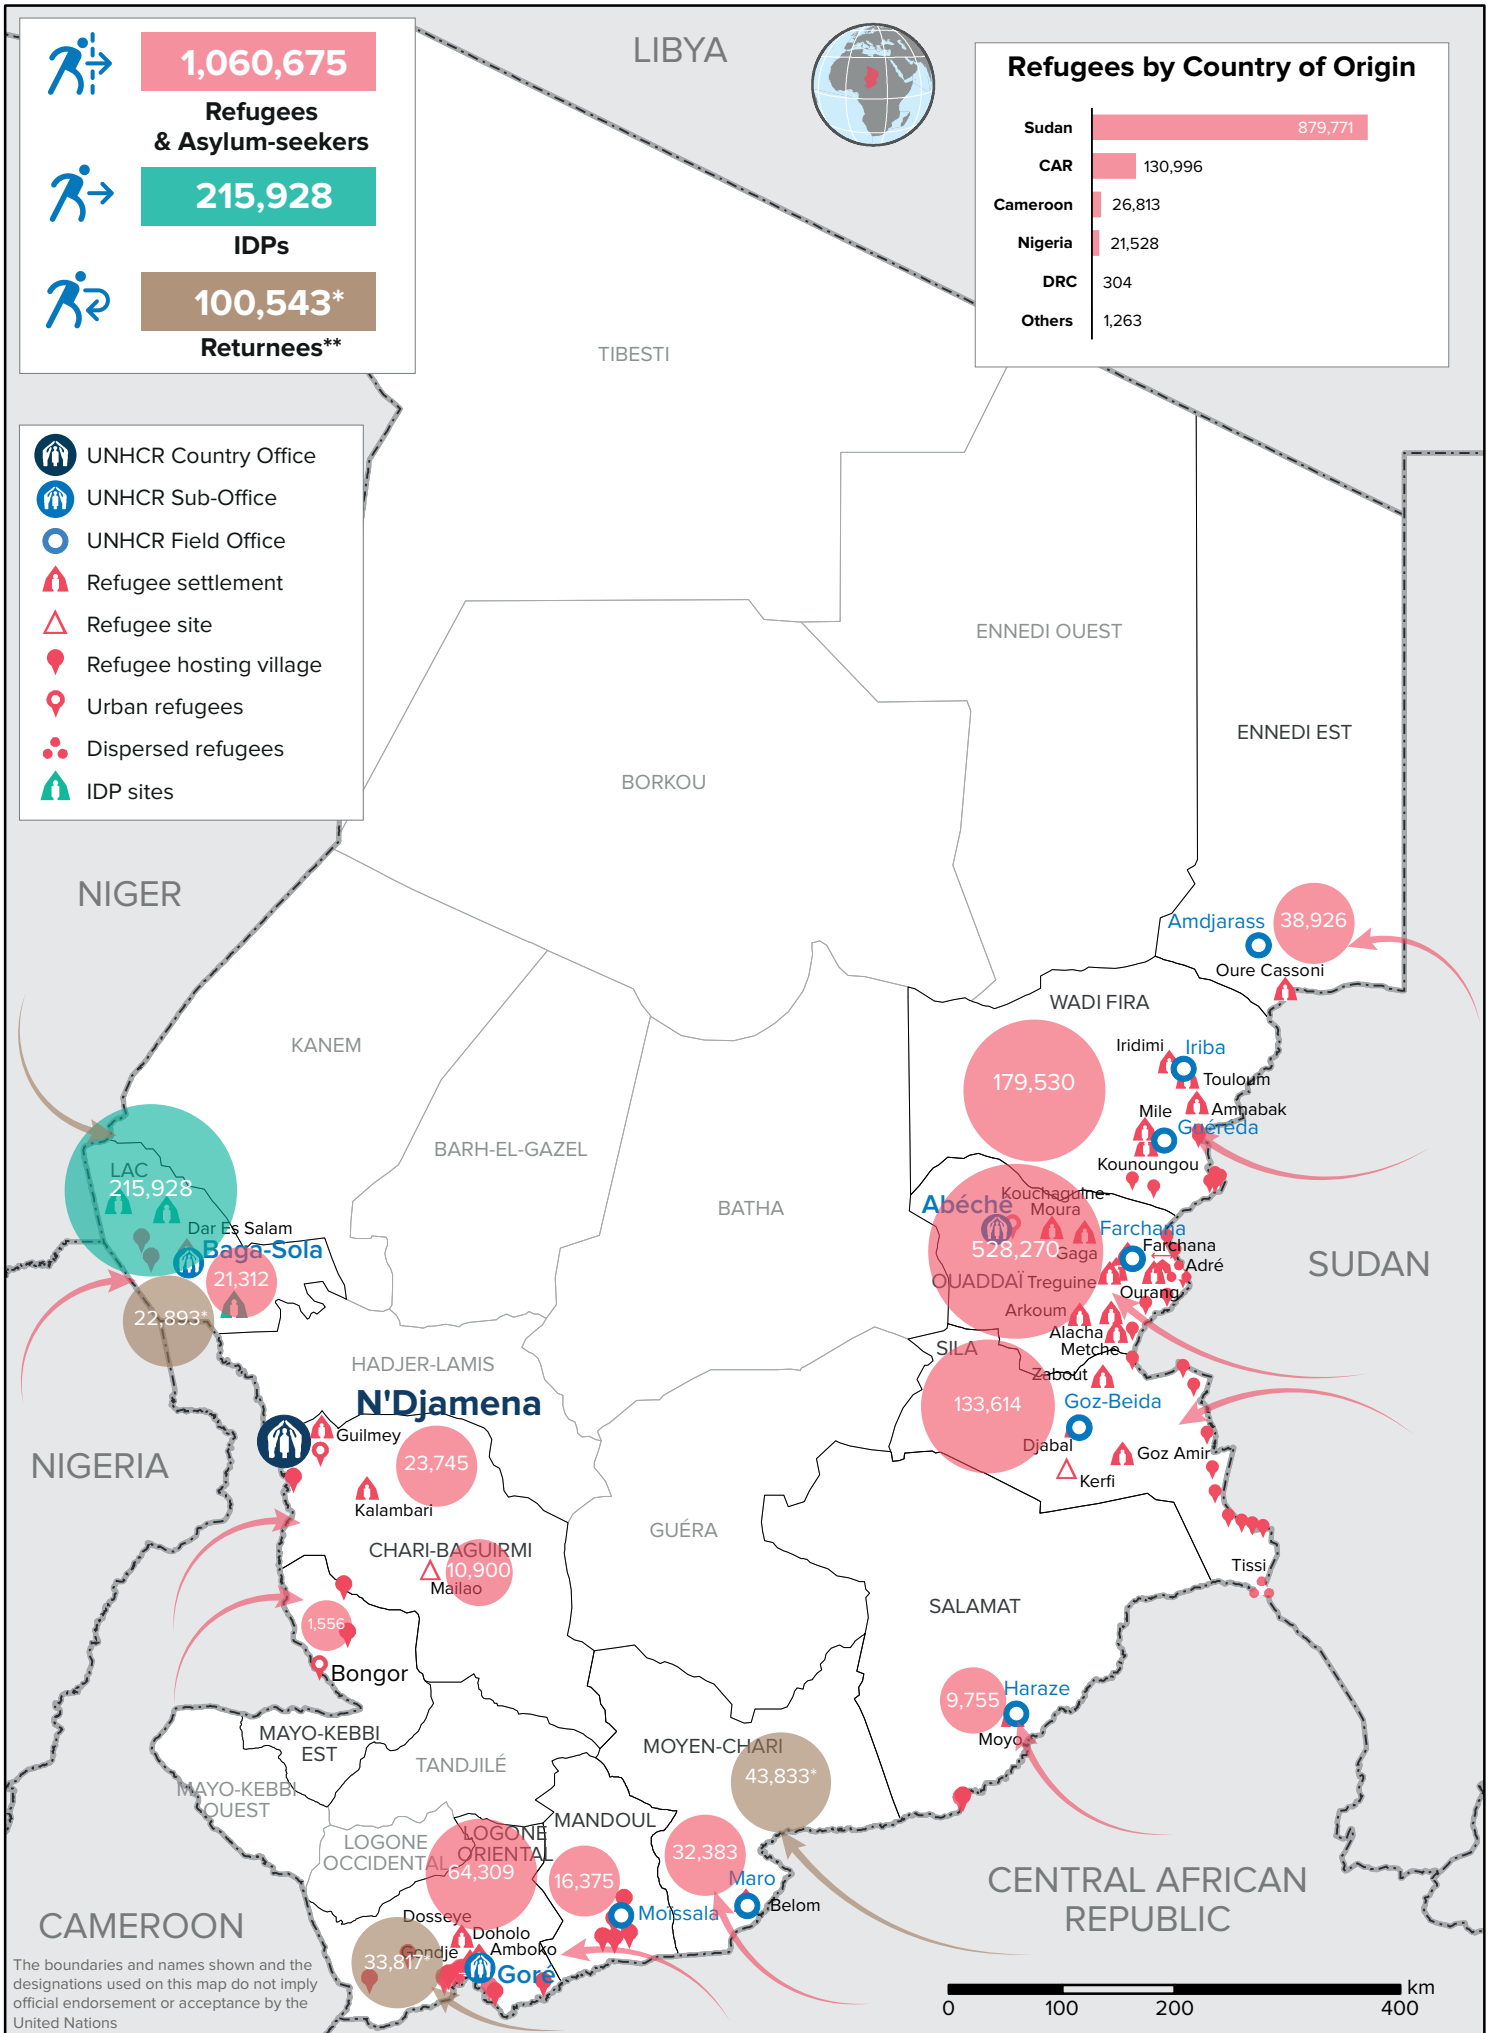 1,060,675
Refugees
& Asylum-seekers
215,928
IDPs
100,543*
Returnees**
UNHCR Country Office
UNHCR Sub-Office
UNHCR Field Office
Refugee settlement
Refugee site
Refugee hosting village
Urban refugees
Dispersed refugees
IDP sites
Refugees by Country of Origin
Sudan 879,771
CAR 130,996
Cameroon 26,813
Nigeria 21,528
DRC 304
Others 1,263
LIBYA
TIBESTI
ENNEDI OUEST
ENNEDI EST
BORKOU
NIGER
Amdjarass
38,926
Oure Cassoni
WADI FIRA
KANEM
Iridimi
Iriba
179,530
Touloum
Mile
Amnabak
Guéréda
BARH-EL-GAZEL
Kounoungou
LAC
215,928
Kouchaguine-
Moura
Abéché
BATHA
Dar Es Salam
Baga-Sola
Farchana
Farchana
528,270
Gaga
Adré
SUDAN
21,312
OUADDAÏ
Treguine
Ourang
22,893*
Arkoum
Alacha
Metche
SILA
HADJER-LAMIS
Zabout
N'Djamena
133,614
Goz-Beida
Guilmey
Djabal
Goz Amir
NIGERIA
23,745
Kerfi
Kalambari
GUÉRA
CHARI-BAGUIRMI
10,900
Mailao
Tissi
SALAMAT
1,556
Bongor
9,755
Haraze
Moyo
MAYO-KEBBI
EST
MOYEN-CHARI
TANDJILÉ
43,833*
MAYO-KEBBI
OUEST
MANDOUL
LOGONE
OCCIDENTAL
LOGONE
ORIENTAL
64,309
16,375
32,383
Maro
Belom
CENTRAL AFRICAN
REPUBLIC
CAMEROON
Dosseye
Moïssala
Doholo
Gondje
Amboko
33,817*
Goré
The boundaries and names shown and the
designations used on this map do not imply
official endorsement or acceptance by the
United Nations
km
0 100 200 400